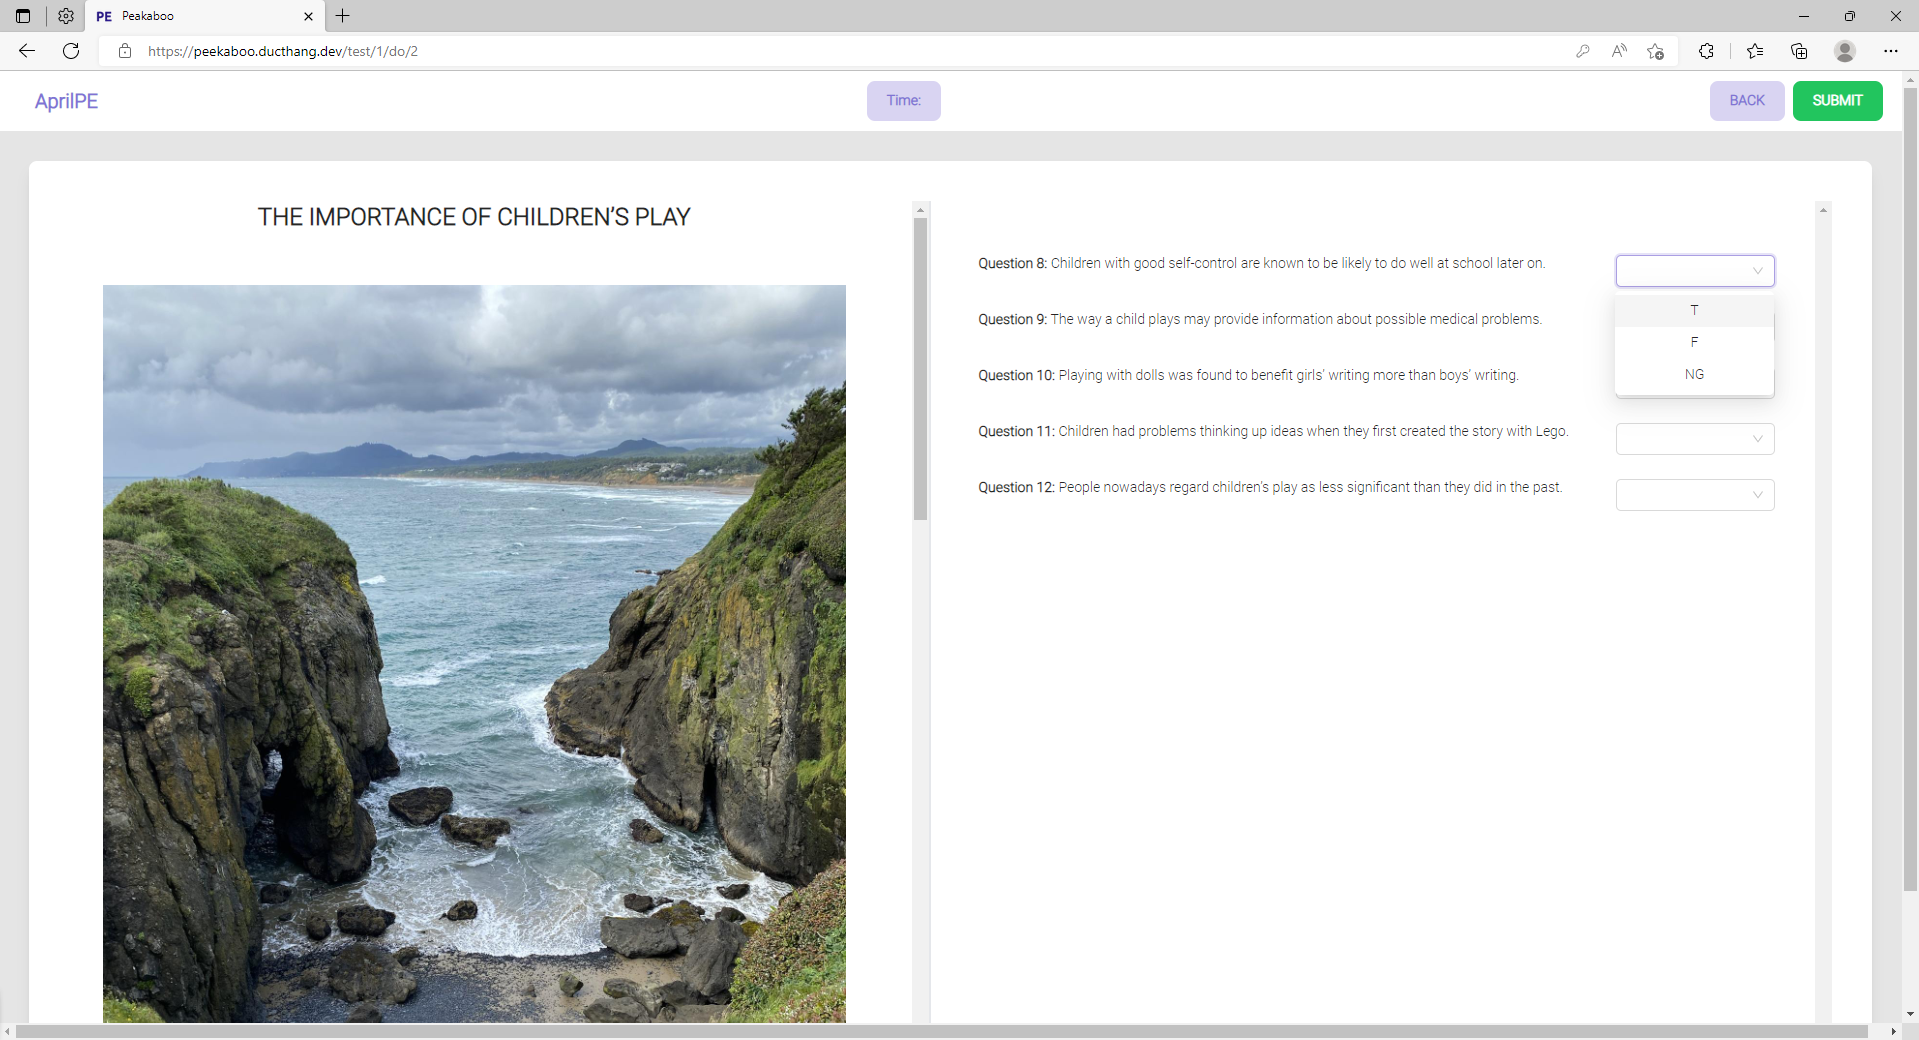 PE Peakaboo
https://peekaboo.ducthang.dev/test/1/do/2
AprilPE
Time:
BACK
SUBMIT
THE IMPORTANCE OF CHILDREN'S PLAY
Question 8: Children with good self-control are known to be likely to do well at school later on.
T
F
NG
Question 9: The way a child plays may provide information about possible medical problems.
Question 10: Playing with dolls was found to benefit girls' writing more than boys' writing.
Question 11: Children had problems thinking up ideas when they first created the story with Lego.
Question 12: People nowadays regard children's play as less significant than they did in the past.